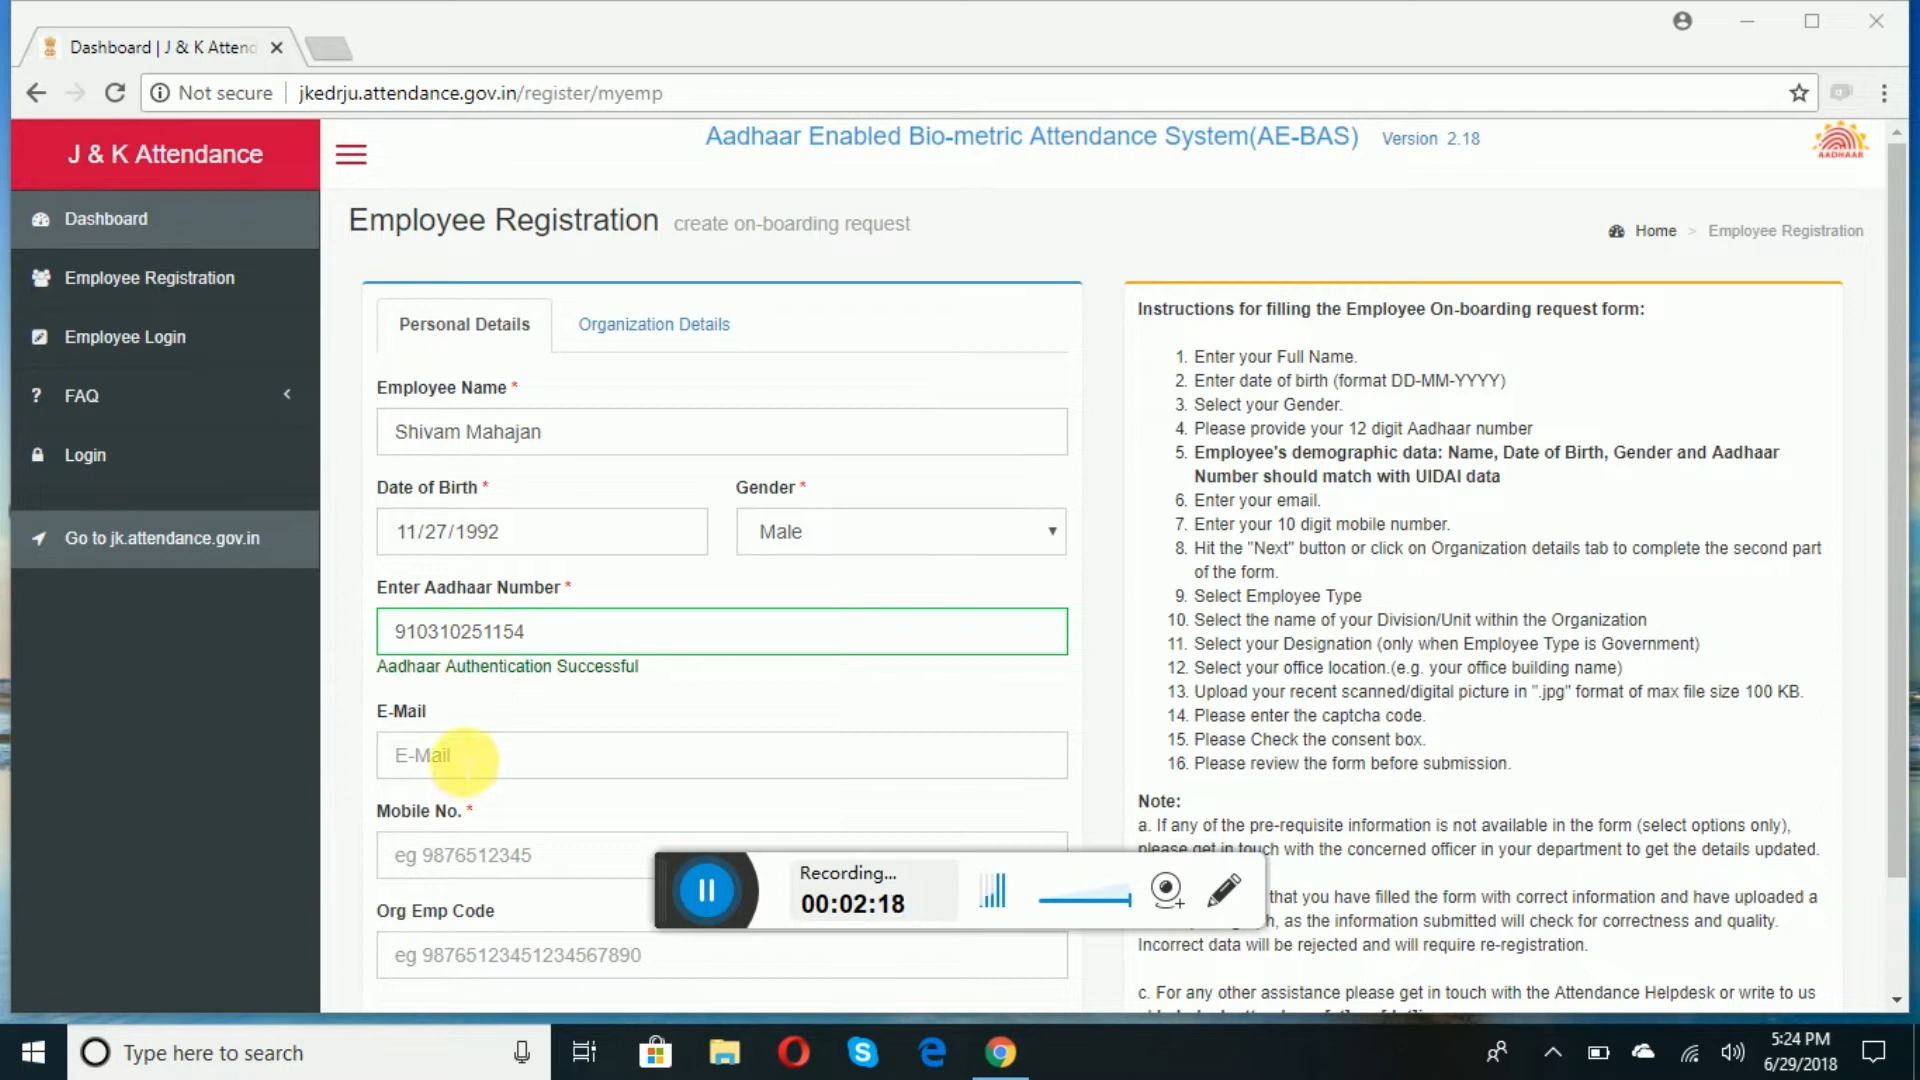 Dashboard | J & K Attend
Not secure
jkedrju.attendance.gov.in/register/myemp
J & K Attendance
Aadhaar Enabled Bio-metric Attendance System(AE-BAS) Version 2.18
AADHAAR
Dashboard
Employee Registration
Employee Login
? FAQ
Login
Go to jk.attendance.gov.in
Employee Registration create on-boarding request
Home > Employee Registration
Personal Details
Organization Details
Employee Name *
Shivam Mahajan
Date of Birth *
Gender *
11/27/1992
Male
Enter Aadhaar Number *
910310251154
Aadhaar Authentication Successful
E-Mail
E-Mail
Mobile No. *
eg 9876512345
Org Emp Code
eg 98765123451234567890
Instructions for filling the Employee On-boarding request form:
1. Enter your Full Name.
2. Enter date of birth (format DD-MM-YYYY)
3. Select your Gender.
4. Please provide your 12 digit Aadhaar number
5. Employee's demographic data: Name, Date of Birth, Gender and Aadhaar
Number should match with UIDAI data
6. Enter your email.
7. Enter your 10 digit mobile number.
8. Hit the "Next" button or click on Organization details tab to complete the second part
of the form.
9. Select Employee Type
10. Select the name of your Division/Unit within the Organization
11. Select your Designation (only when Employee Type is Government)
12. Select your office location.(e.g. your office building name)
13. Upload your recent scanned/digital picture in ".jpg" format of max file size 100 KB.
14. Please enter the captcha code.
15. Please Check the consent box.
16. Please review the form before submission.
Note:
a. If any of the pre-requisite information is not available in the form (select options only),
please get in touch with the concerned officer in your department to get the details updated.
that you have filled the form with correct information and have uploaded a
as the information submitted will check for correctness and quality.
Incorrect data will be rejected and will require re-registration.
c. For any other assistance please get in touch with the Attendance Helpdesk or write to us
Recording...
00:02:18
Type here to search
5:24 PM
6/29/2018